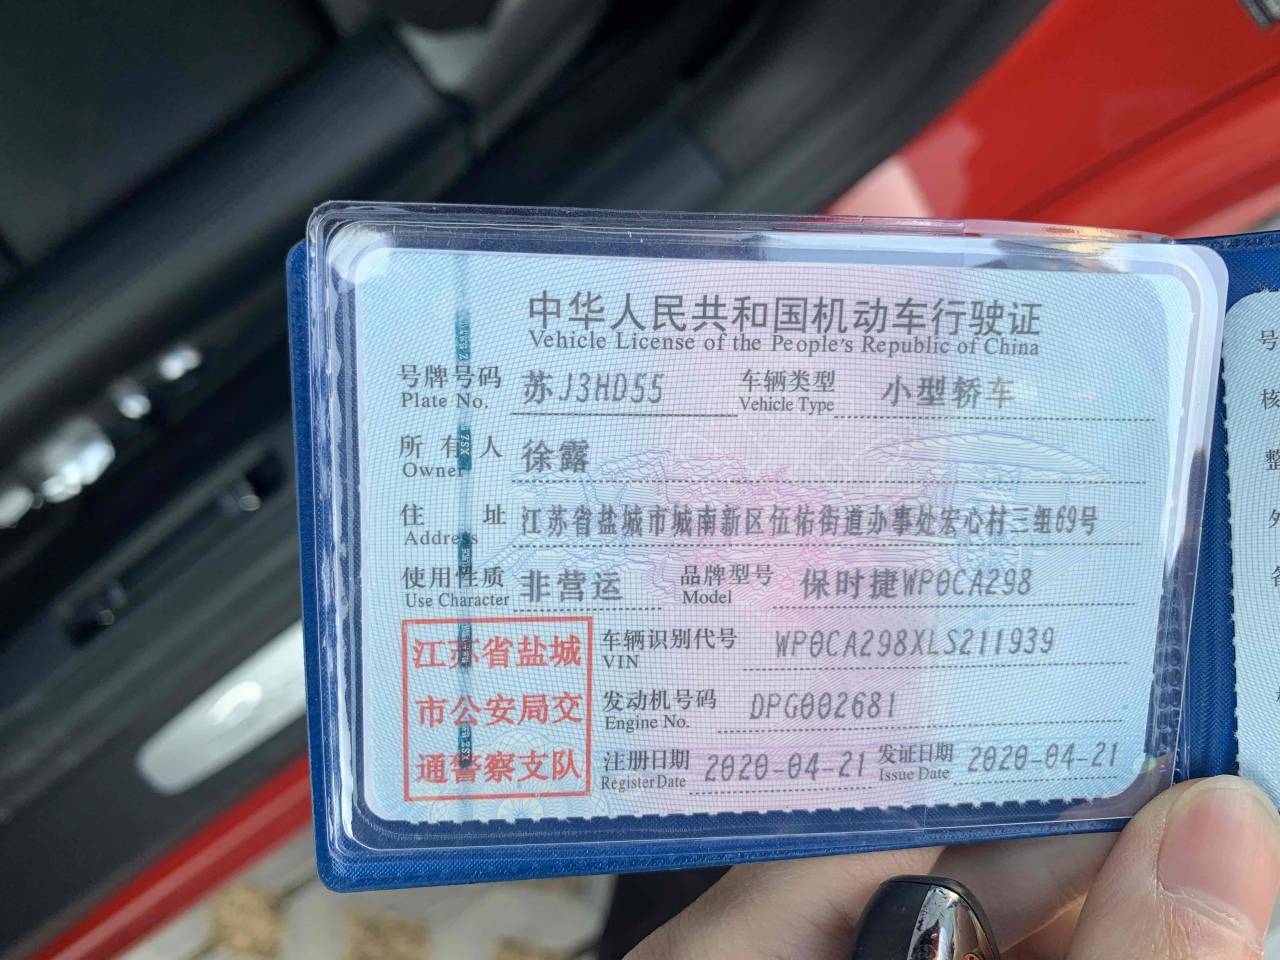 中华人民共和国机动车行驶证
Vehicle License of the People's Republic of China
号牌号码 苏J3HD55 车辆类型 小型轿车
Plate No. Vehicle Type
所有人 徐露
Owner
住址 江苏省盐城市城南新区伍佑街道办事处宏心村三组69号
Address
使用性质 非营运 品牌型号 保时捷WP0CA298
Use Character Model
江苏省盐城
市公安局交
通警察支队
车辆识别代号 WP0CA298XLS211939
VIN
发动机号码 DPG002681
Engine No.
注册日期 2020-04-21 发证日期 2020-04-21
Register Date Issue Date
号
核
整